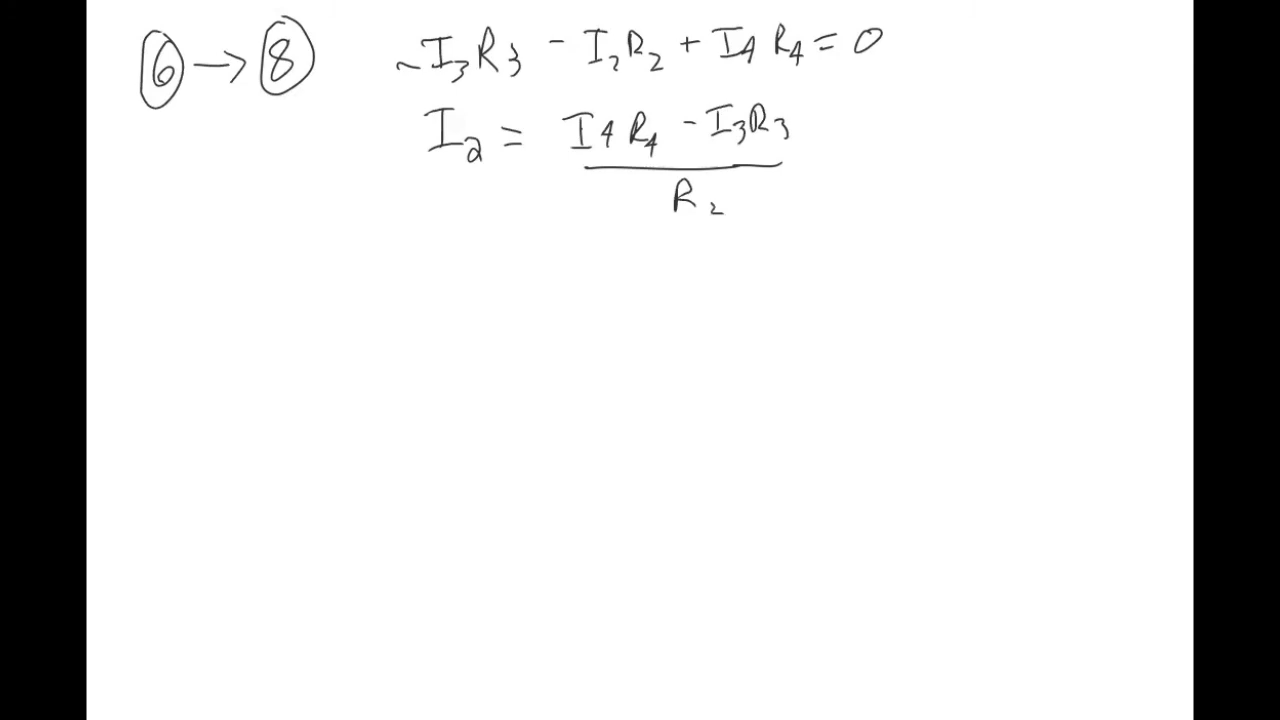 ⑥ → ⑧ -I₃R₃ - I₂R₂ + I₄R₄ = 0
I₂ = I₄R₄ - I₃R₃
R₂